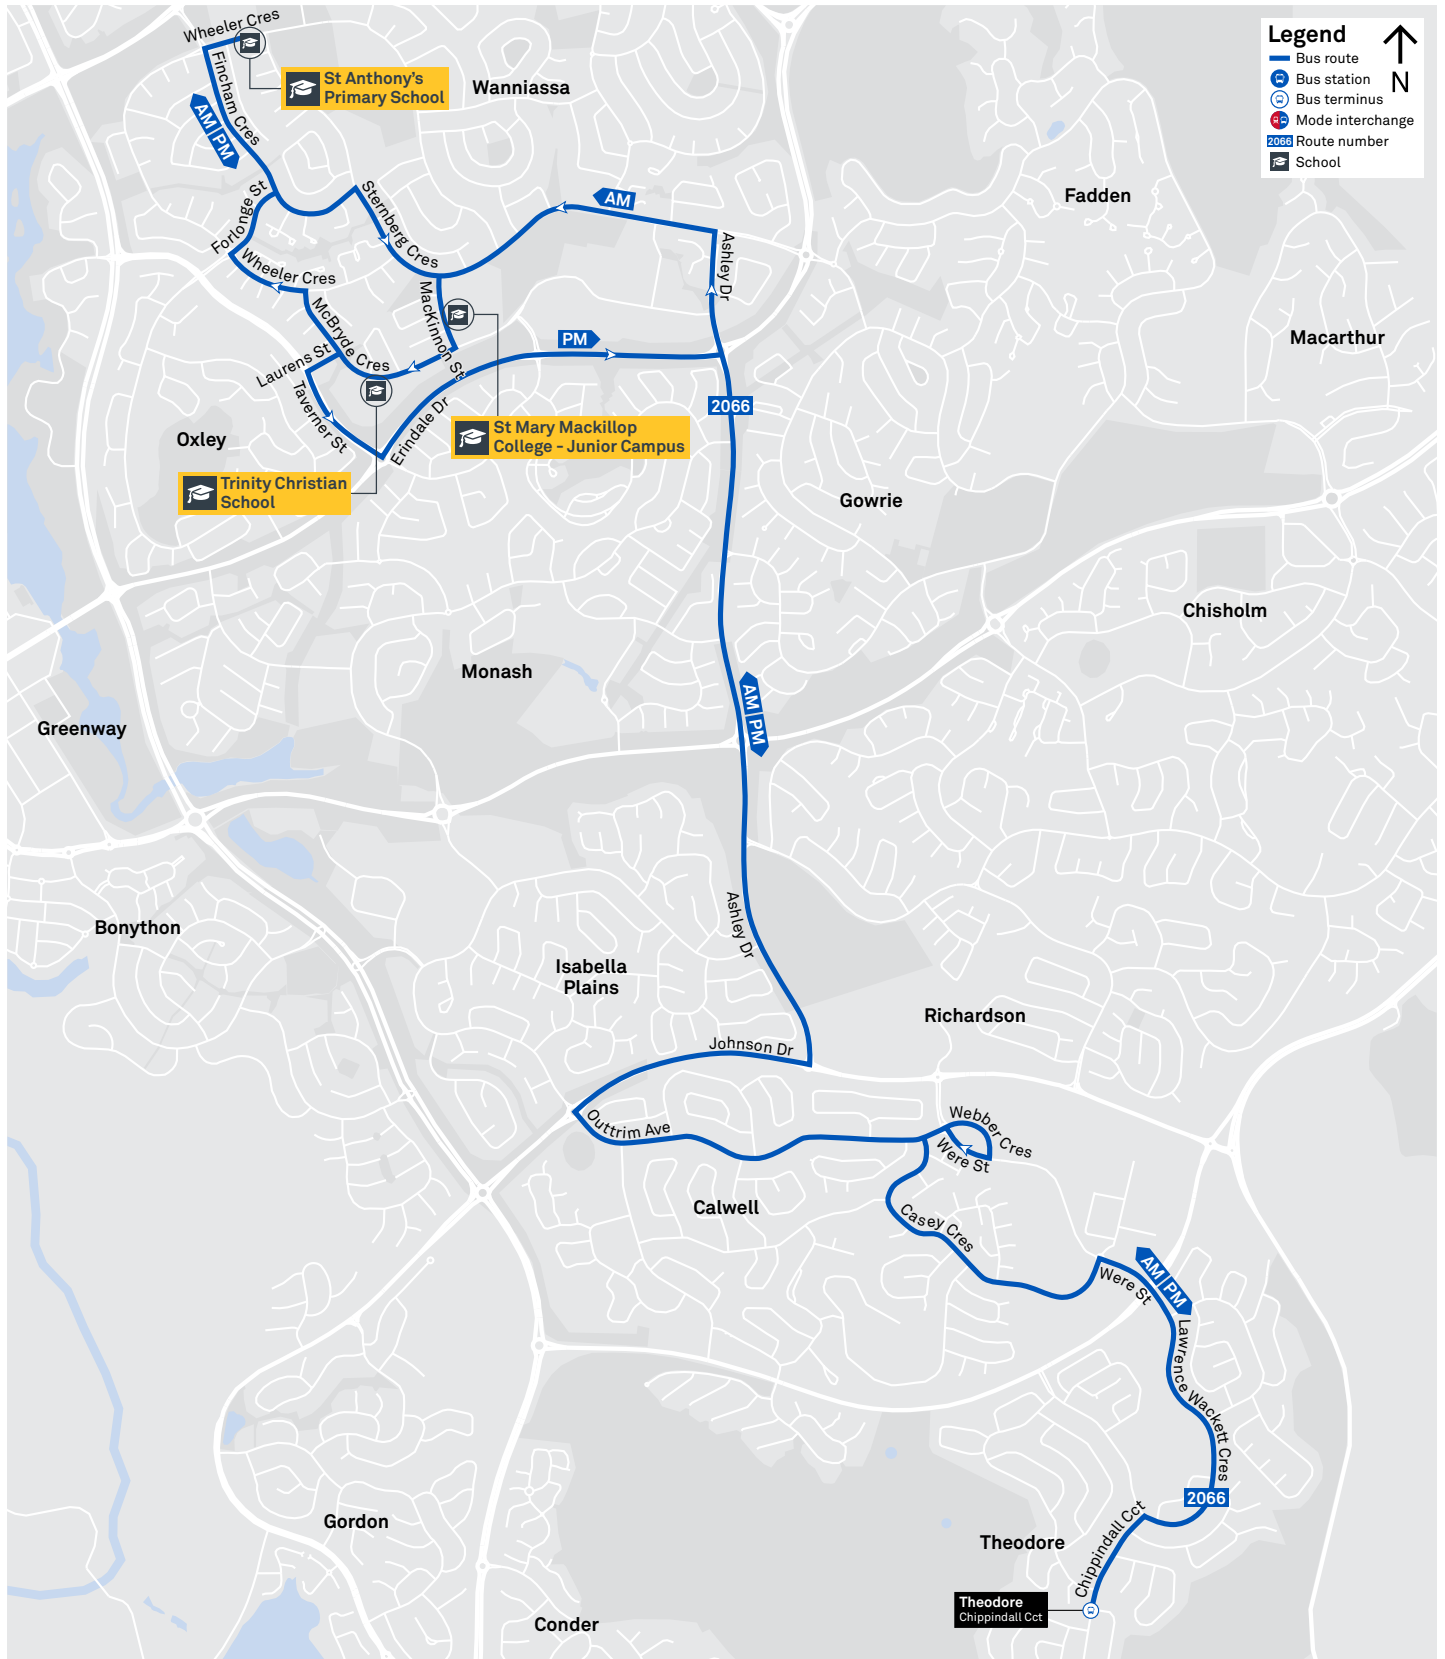 Wheeler Cres
St Anthony's
Primary School
Wanniassa
Fincham Cres
AM|PM
Legend
Bus route
Bus station
Bus terminus
Mode interchange
2066 Route number
School
N
Forlonge St
Sternberg Cres
AM
Fadden
Wheeler Cres
Ashley Dr
MacKinnon St
McBryde Cres
PM
Macarthur
Laurens St
Taverner St
Erindale Dr
2066
Oxley
St Mary Mackillop
College - Junior Campus
Trinity Christian
School
Gowrie
Chisholm
Monash
AM|PM
Greenway
Ashley Dr
Bonython
Isabella
Plains
Richardson
Johnson Dr
Outtrim Ave
Webber Cres
Were St
Calwell
Casey Cres
Were St
AM|PM
Lawrence Wackett Cres
2066
Gordon
Theodore
Chippindall Cct
Theodore
Chippindall Cct
Conder